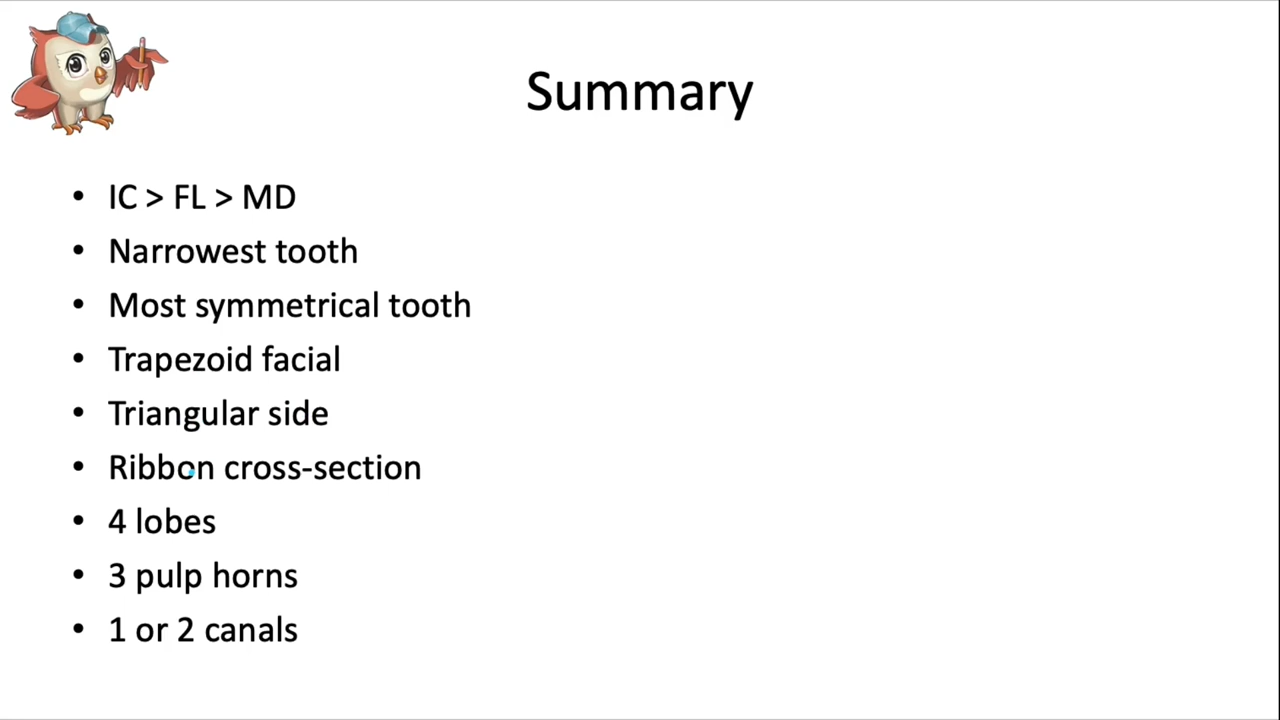 Summary
• IC > FL > MD
• Narrowest tooth
• Most symmetrical tooth
• Trapezoid facial
• Triangular side
• Ribbon cross-section
• 4 lobes
• 3 pulp horns
• 1 or 2 canals